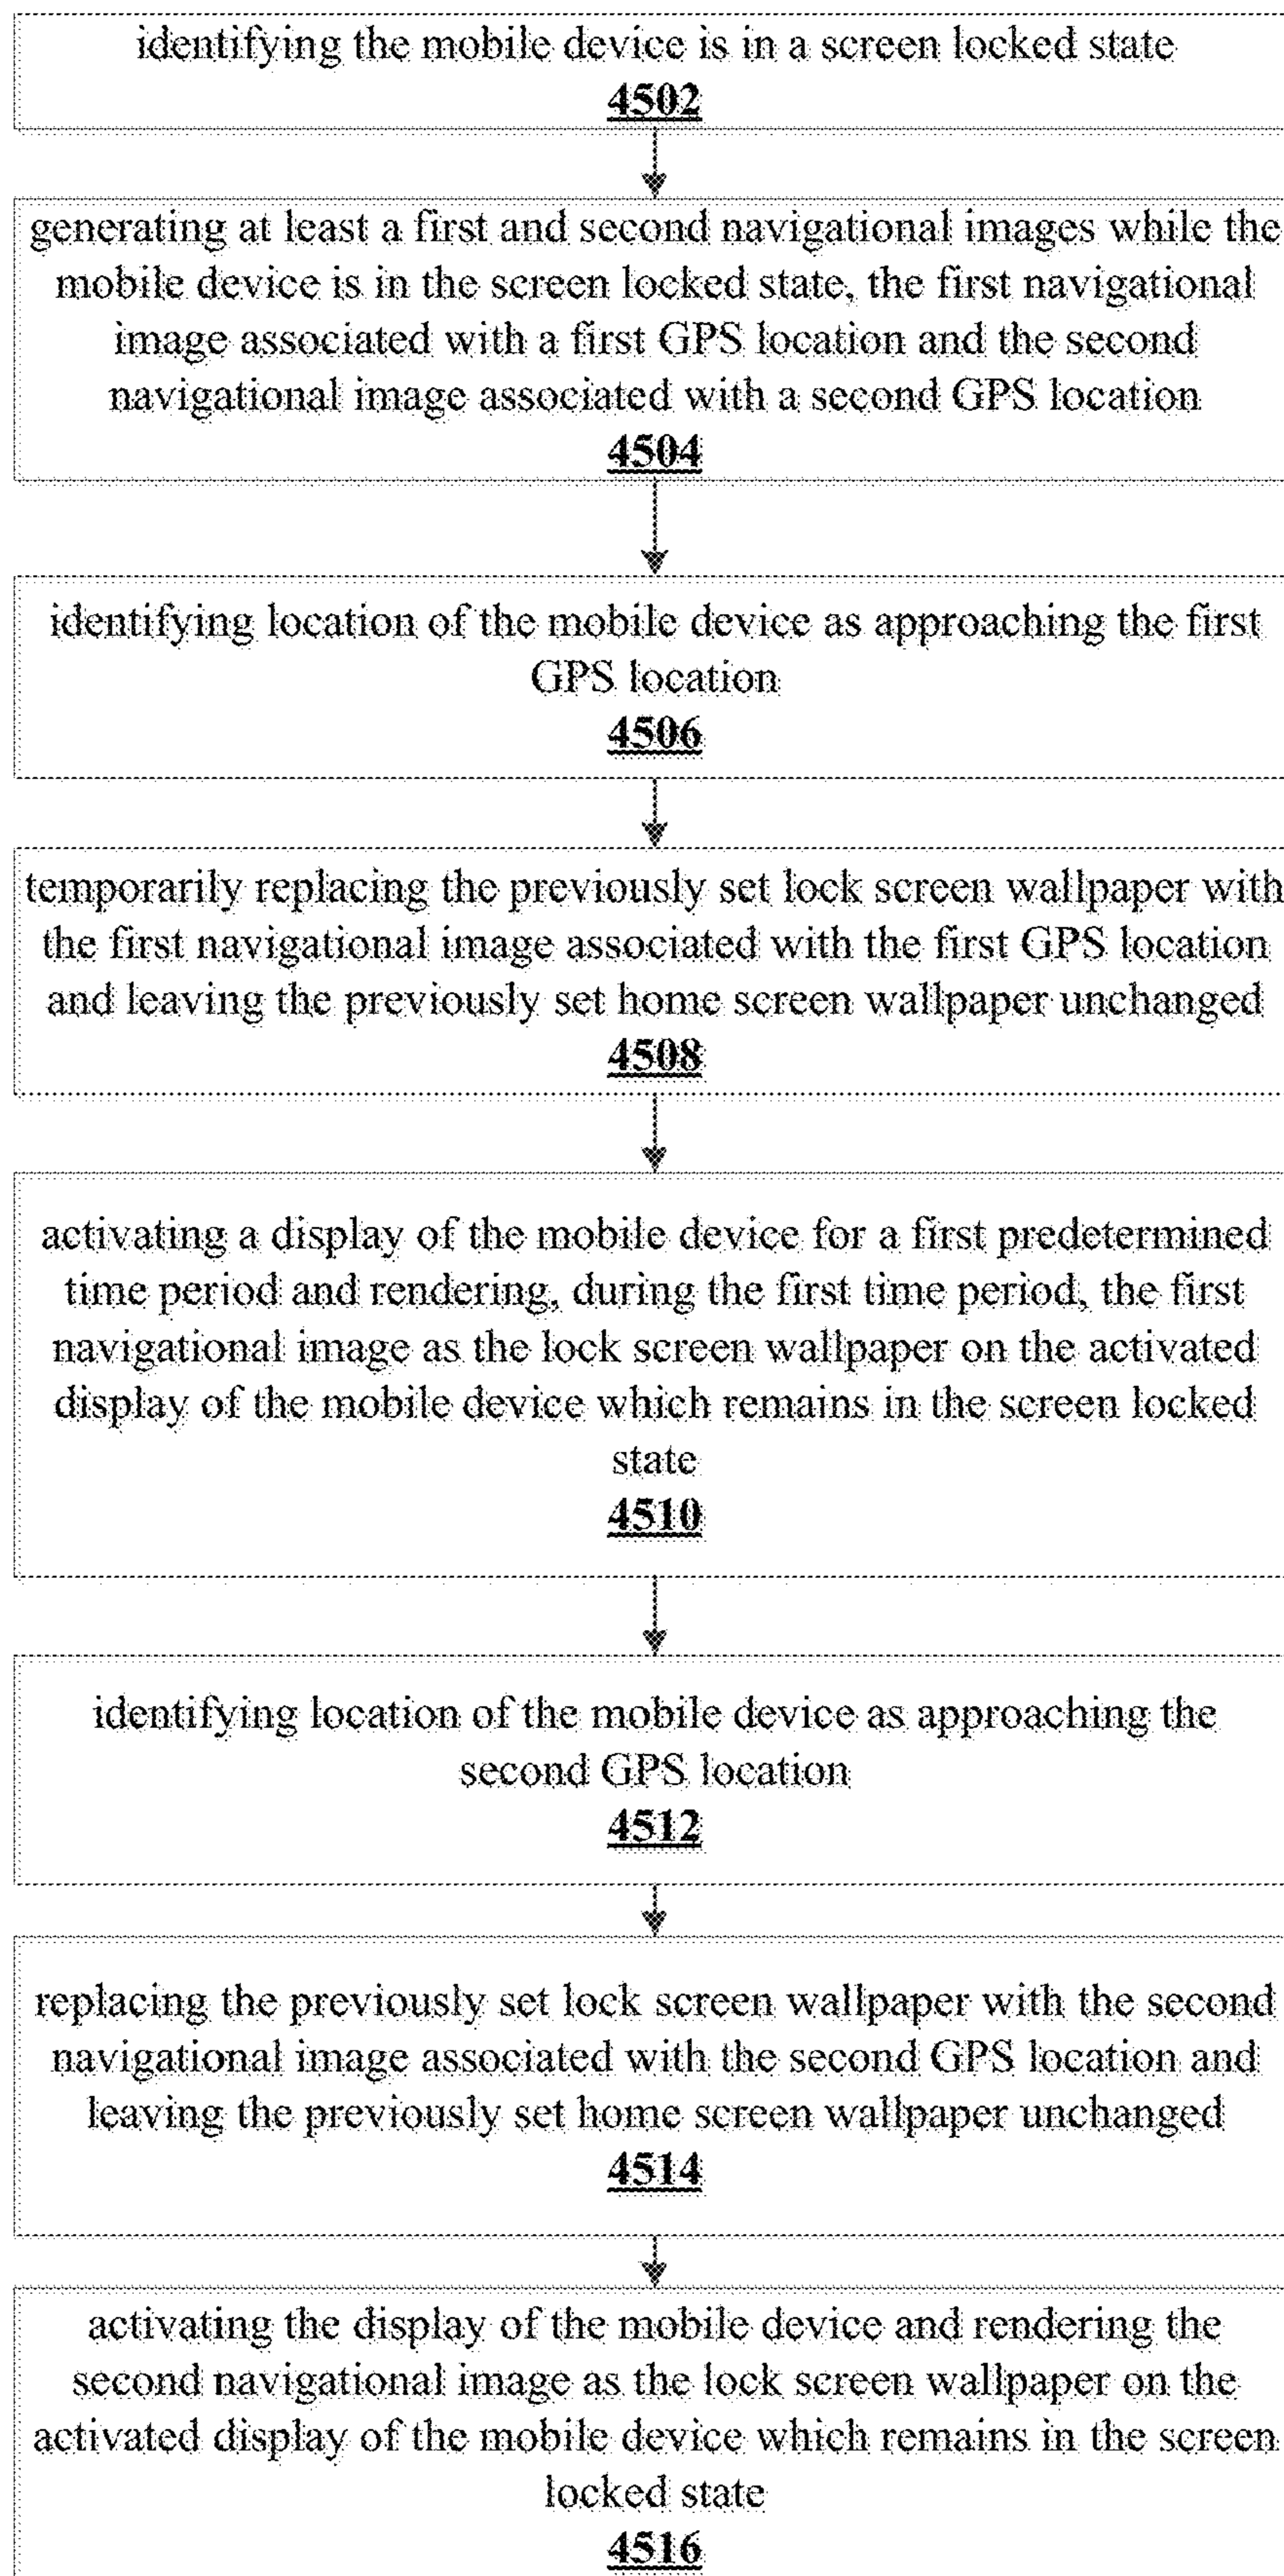 identifying the mobile device is in a screen locked state
4502
generating at least a first and second navigational images while the
mobile device is in the screen locked state, the first navigational
image associated with a first GPS location and the second
navigational image associated with a second GPS location
4504
identifying location of the mobile device as approaching the first
GPS location
4506
temporarily replacing the previously set lock screen wallpaper with
the first navigational image associated with the first GPS location
and leaving the previously set home screen wallpaper unchanged
4508
activating a display of the mobile device for a first predetermined
time period and rendering, during the first time period, the first
navigational image as the lock screen wallpaper on the activated
display of the mobile device which remains in the screen locked
state
4510
identifying location of the mobile device as approaching the
second GPS location
4512
replacing the previously set lock screen wallpaper with the second
navigational image associated with the second GPS location and
leaving the previously set home screen wallpaper unchanged
4514
activating the display of the mobile device and rendering the
second navigational image as the lock screen wallpaper on the
activated display of the mobile device which remains in the screen
locked state
4516